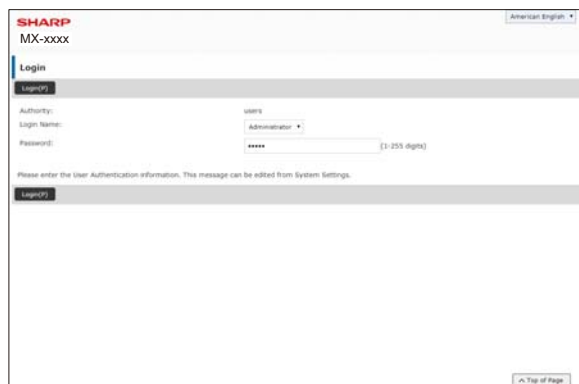 SHARP
American English
MX-xxxx
Login
Login(P)
Authority: users
Login Name: Administrator
Password: ••••• (1-255 digits)
Please enter the User Authentication information. This message can be edited from System Settings.
Login(P)
Top of Page